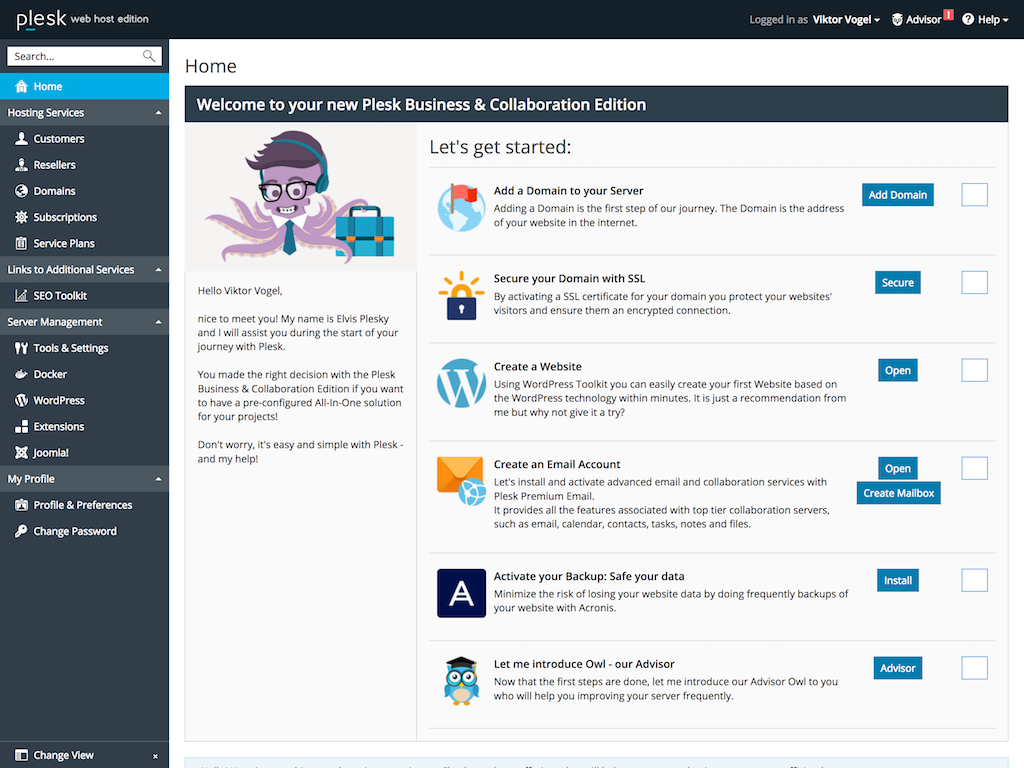 plesk web host edition
Logged in as Viktor Vogel
Advisor
!
Help
Search...
Home
Hosting Services
Customers
Resellers
Domains
Subscriptions
Service Plans
Links to Additional Services
SEO Toolkit
Server Management
Tools & Settings
Docker
WordPress
Extensions
Joomla!
My Profile
Profile & Preferences
Change Password
Change View
Home
Welcome to your new Plesk Business & Collaboration Edition
Hello Viktor Vogel,
nice to meet you! My name is Elvis Plesky
and I will assist you during the start of your
journey with Plesk.
You made the right decision with the Plesk
Business & Collaboration Edition if you want
to have a pre-configured All-In-One solution
for your projects!
Don't worry, it's easy and simple with Plesk -
and my help!
Let's get started:
Add a Domain to your Server
Adding a Domain is the first step of our journey. The Domain is the address
of your website in the internet.
Add Domain
Secure your Domain with SSL
By activating a SSL certificate for your domain you protect your websites'
visitors and ensure them an encrypted connection.
Secure
Create a Website
Using WordPress Toolkit you can easily create your first Website based on
the WordPress technology within minutes. It is just a recommendation from
me but why not give it a try?
Open
Create an Email Account
Let's install and activate advanced email and collaboration services with
Plesk Premium Email.
It provides all the features associated with top tier collaboration servers,
such as email, calendar, contacts, tasks, notes and files.
Open
Create Mailbox
Activate your Backup: Safe your data
Minimize the risk of losing your website data by doing frequently backups of
your website with Acronis.
Install
Let me introduce Owl - our Advisor
Now that the first steps are done, let me introduce our Advisor Owl to you
who will help you improving your server frequently.
Advisor